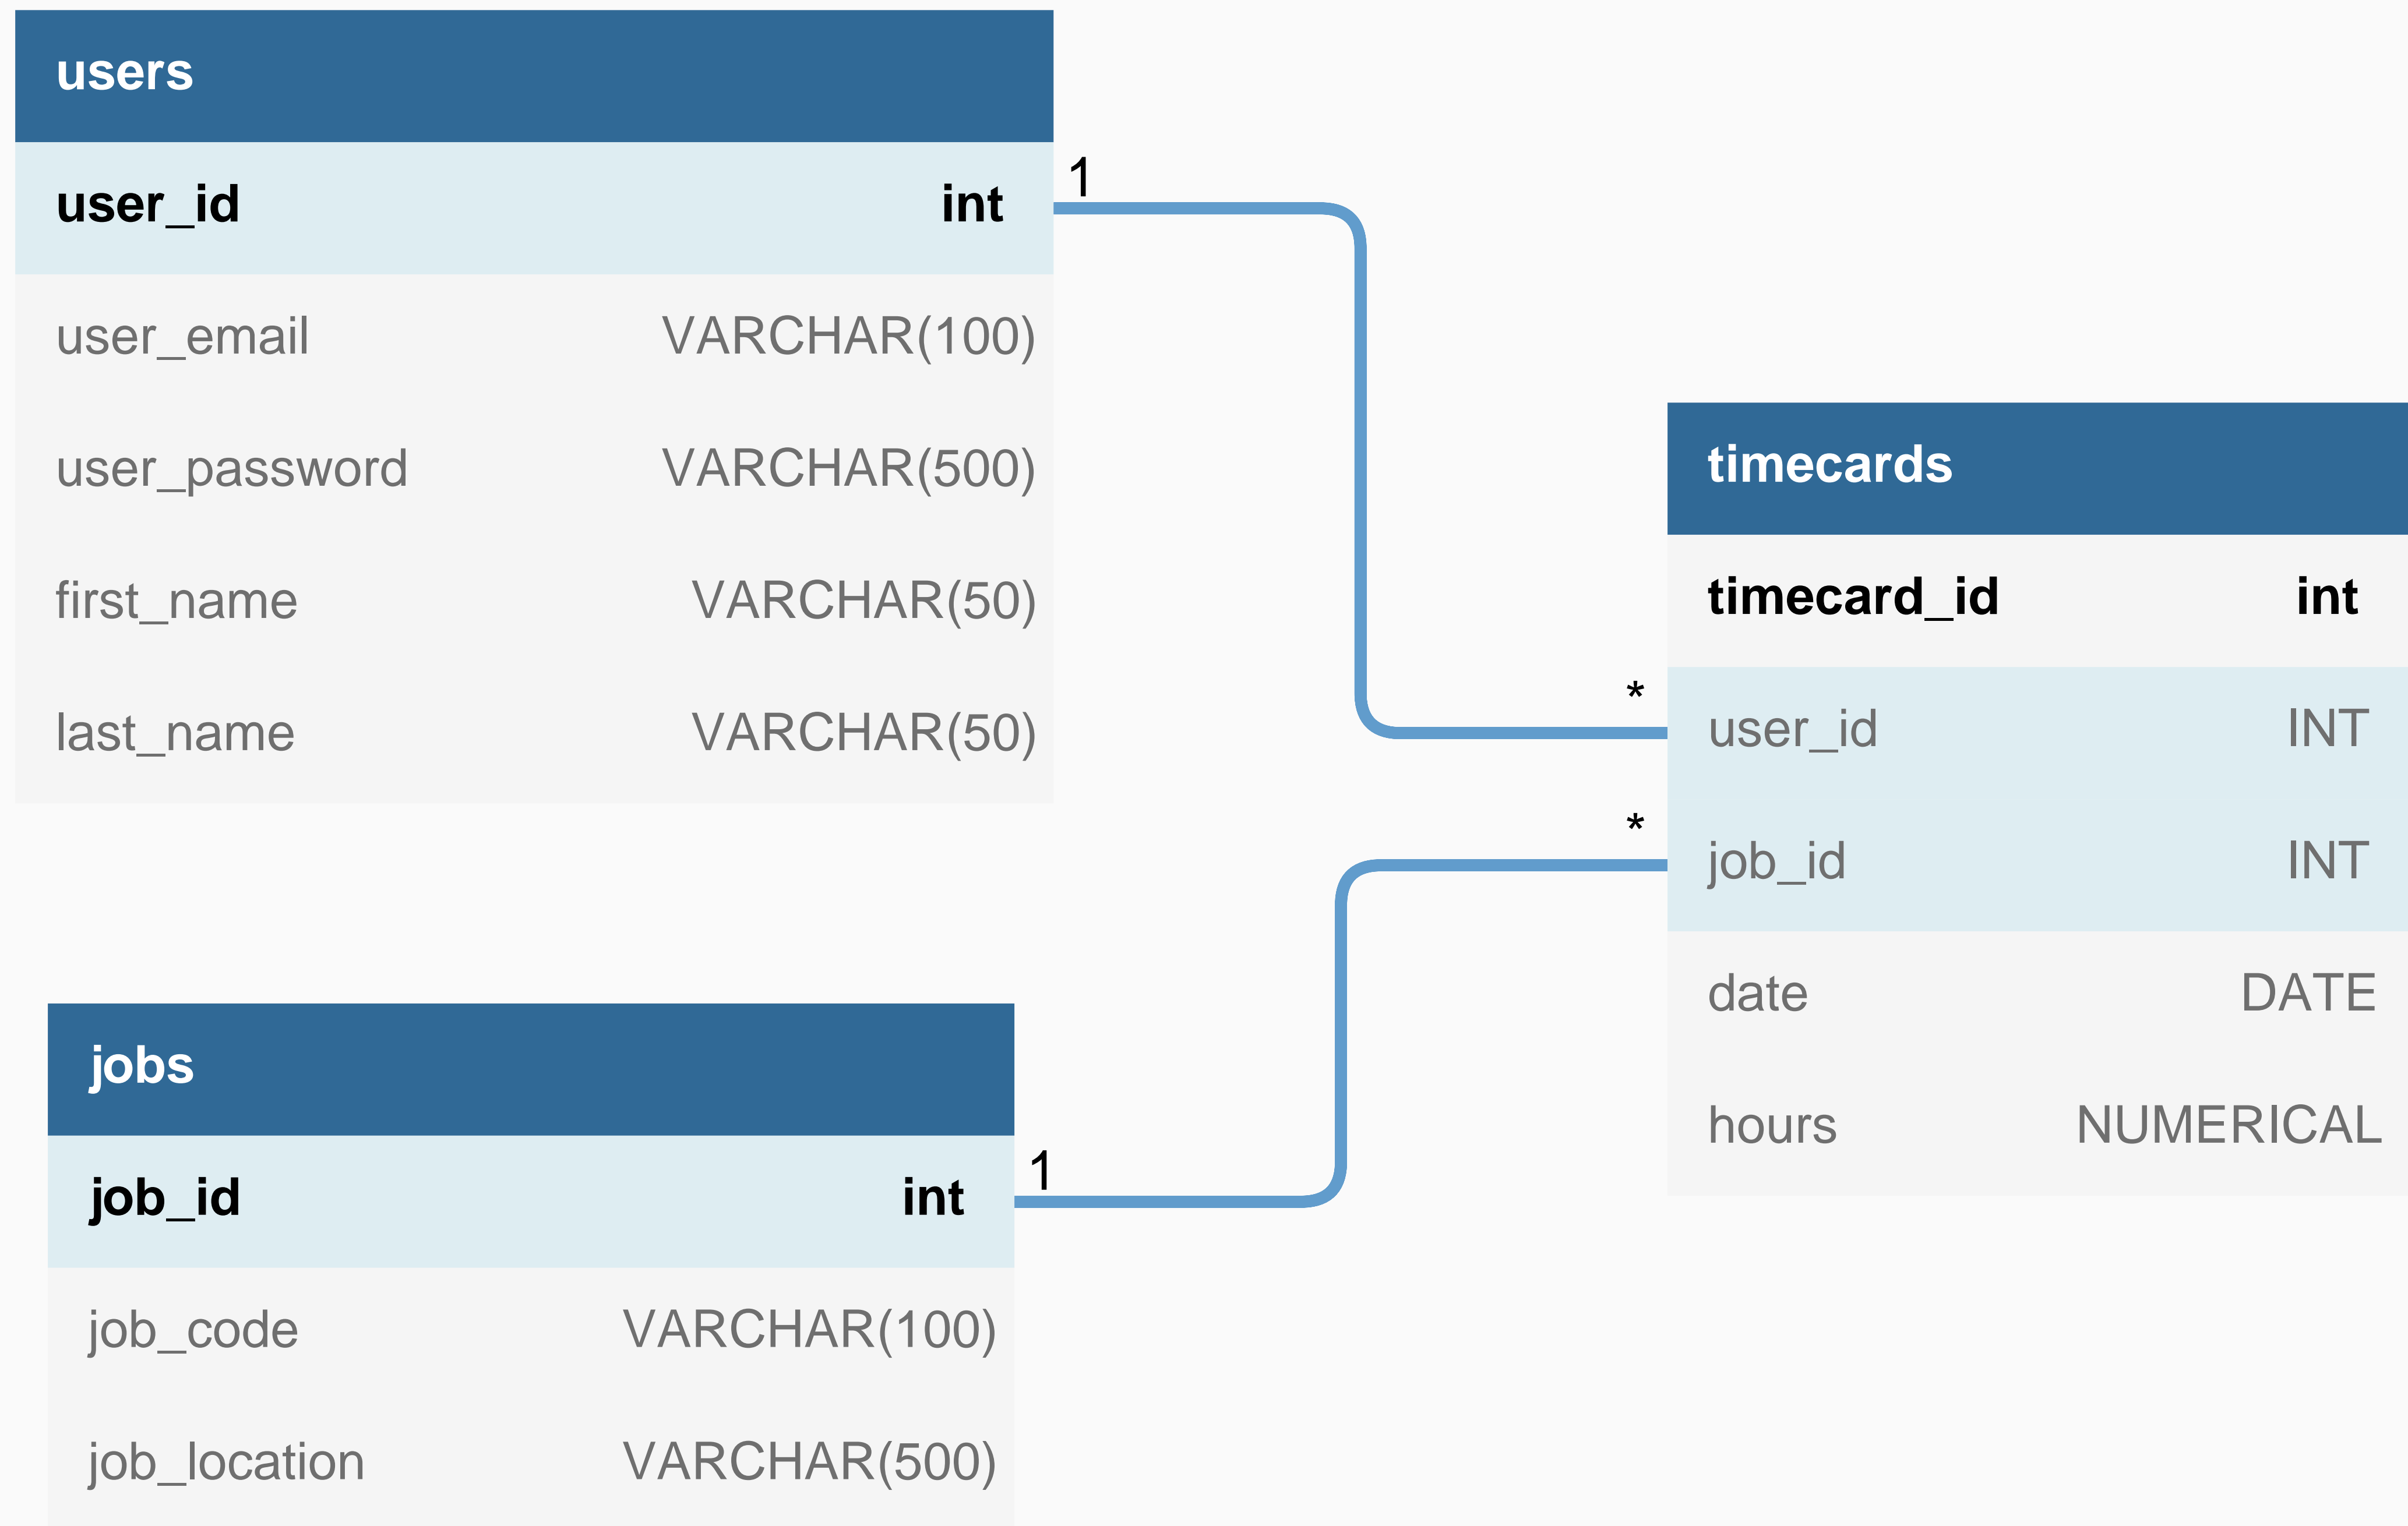 users
user_id int
user_email VARCHAR(100)
user_password VARCHAR(500)
first_name VARCHAR(50)
last_name VARCHAR(50)
1
*
timecards
timecard_id int
user_id INT
job_id INT
date DATE
hours NUMERICAL
*
jobs
job_id int
job_code VARCHAR(100)
job_location VARCHAR(500)
1